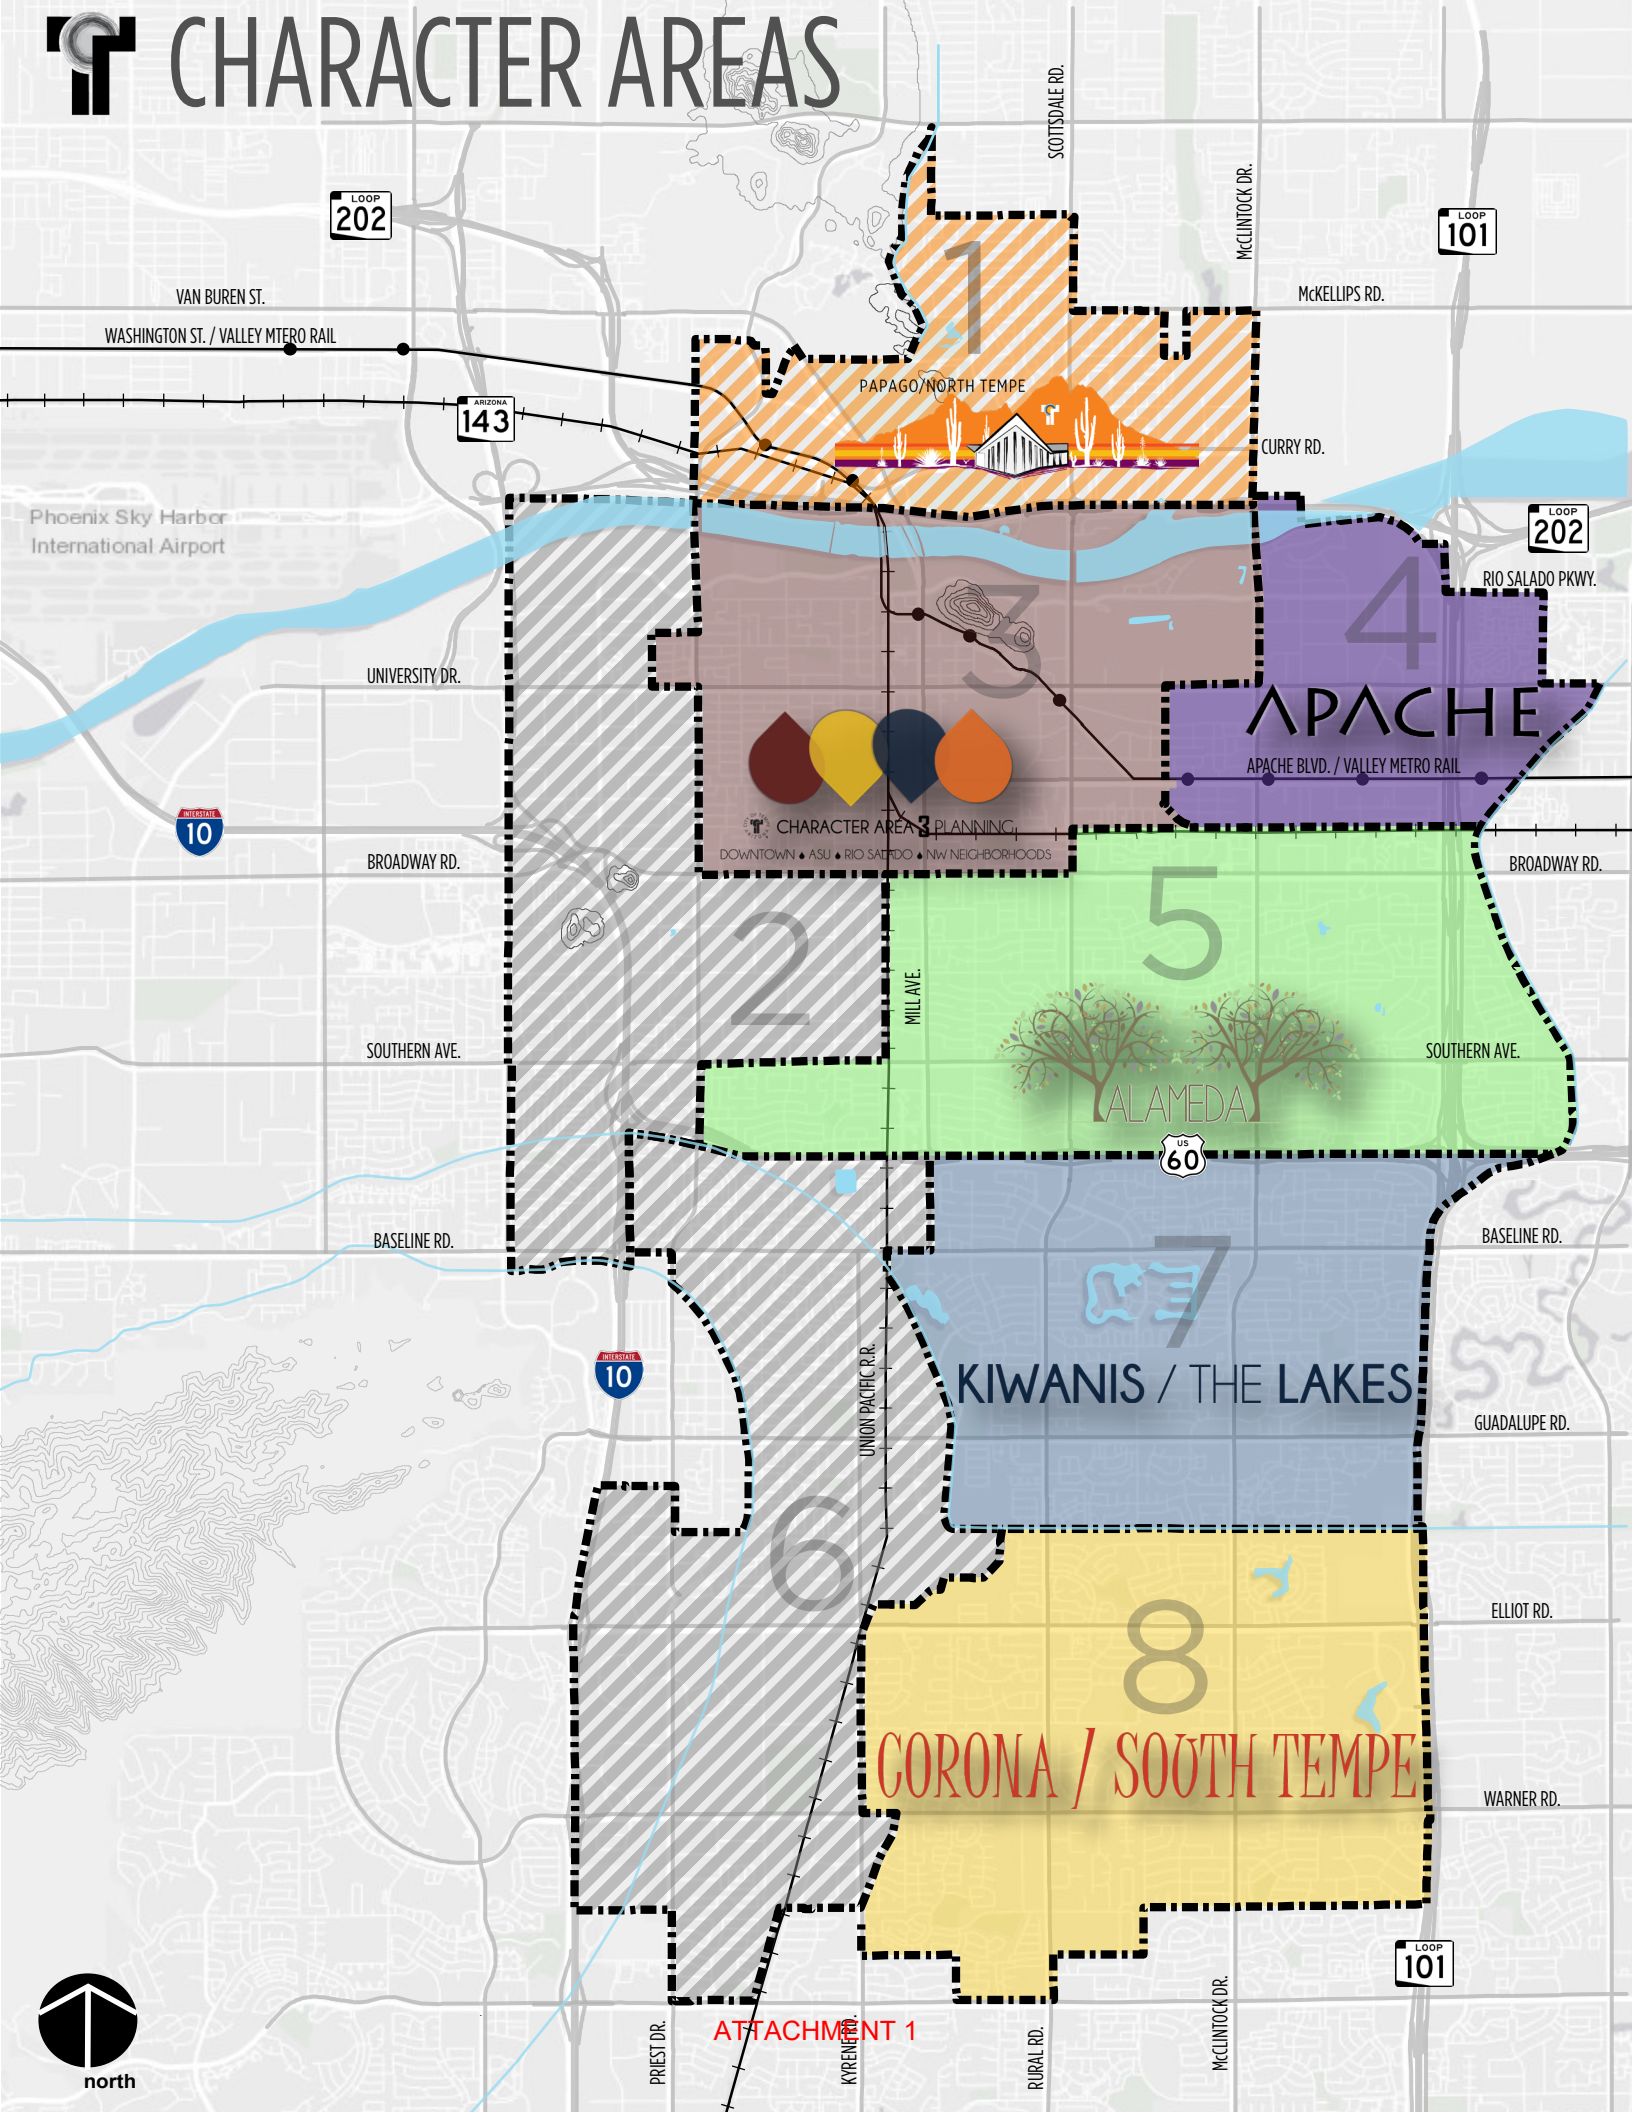 CHARACTER AREAS
SCOTTSDALE RD.
McCLINTOCK DR.
LOOP
202
LOOP
101
1
VAN BUREN ST.
McKELLIPS RD.
WASHINGTON ST. / VALLEY MTERO RAIL
PAPAGO/NORTH TEMPE
ARIZONA
143
CURRY RD.
Phoenix Sky Harbor
International Airport
LOOP
202
RIO SALADO PKWY.
3
4
UNIVERSITY DR.
APACHE
APACHE BLVD. / VALLEY METRO RAIL
INTERSTATE
10
CHARACTER AREA 3 PLANNING
DOWNTOWN ASU RIO SALADO NW NEIGHBORHOODS
BROADWAY RD.
BROADWAY RD.
5
2
MILL AVE.
SOUTHERN AVE.
SOUTHERN AVE.
ALAMEDA
US
60
BASELINE RD.
BASELINE RD.
7
INTERSTATE
10
KIWANIS / THE LAKES
UNION PACIFIC R.R.
GUADALUPE RD.
6
ELLIOT RD.
8
CORONA / SOUTH TEMPE
WARNER RD.
LOOP
101
north
PRIEST DR.
ATTACHMENT 1
KYRENE RD.
RURAL RD.
McCLINTOCK DR.